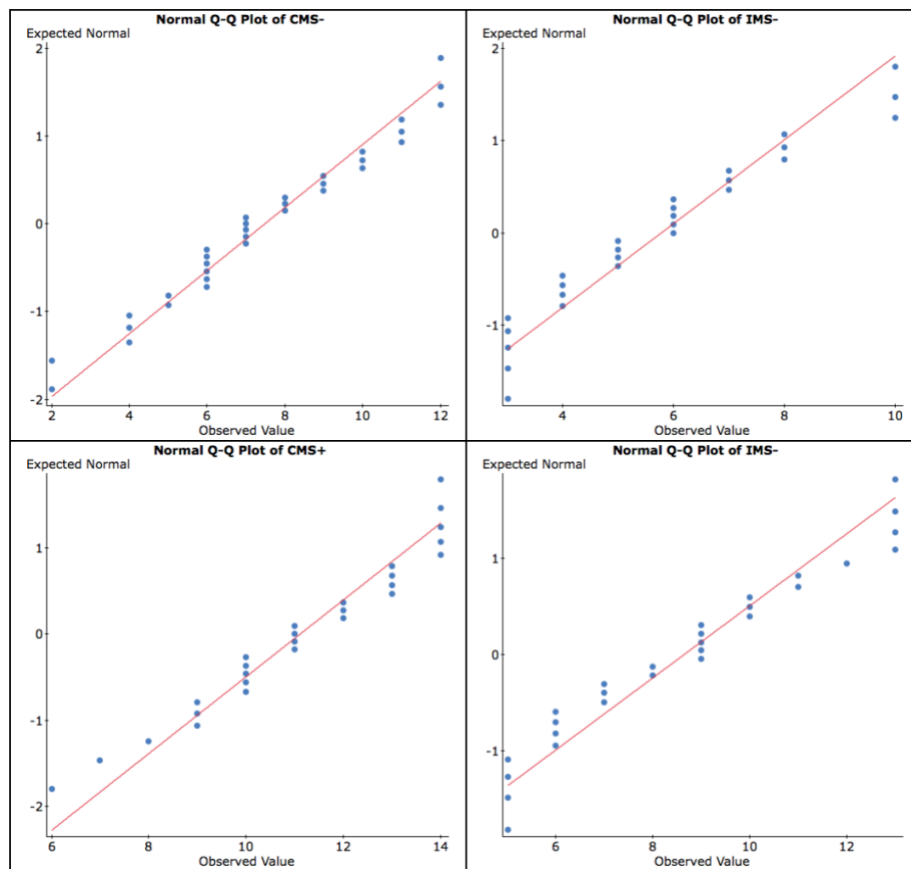 Normal Q-Q Plot of CMS-
Expected Normal
2
1
0
-1
-2
2 4 6 8 10 12
Observed Value
Normal Q-Q Plot of IMS-
Expected Normal
2
1
0
-1
4 6 8 10
Observed Value
Normal Q-Q Plot of CMS+
Expected Normal
1
0
-1
-2
6 8 10 12 14
Observed Value
Normal Q-Q Plot of IMS-
Expected Normal
1
0
-1
6 8 10 12
Observed Value